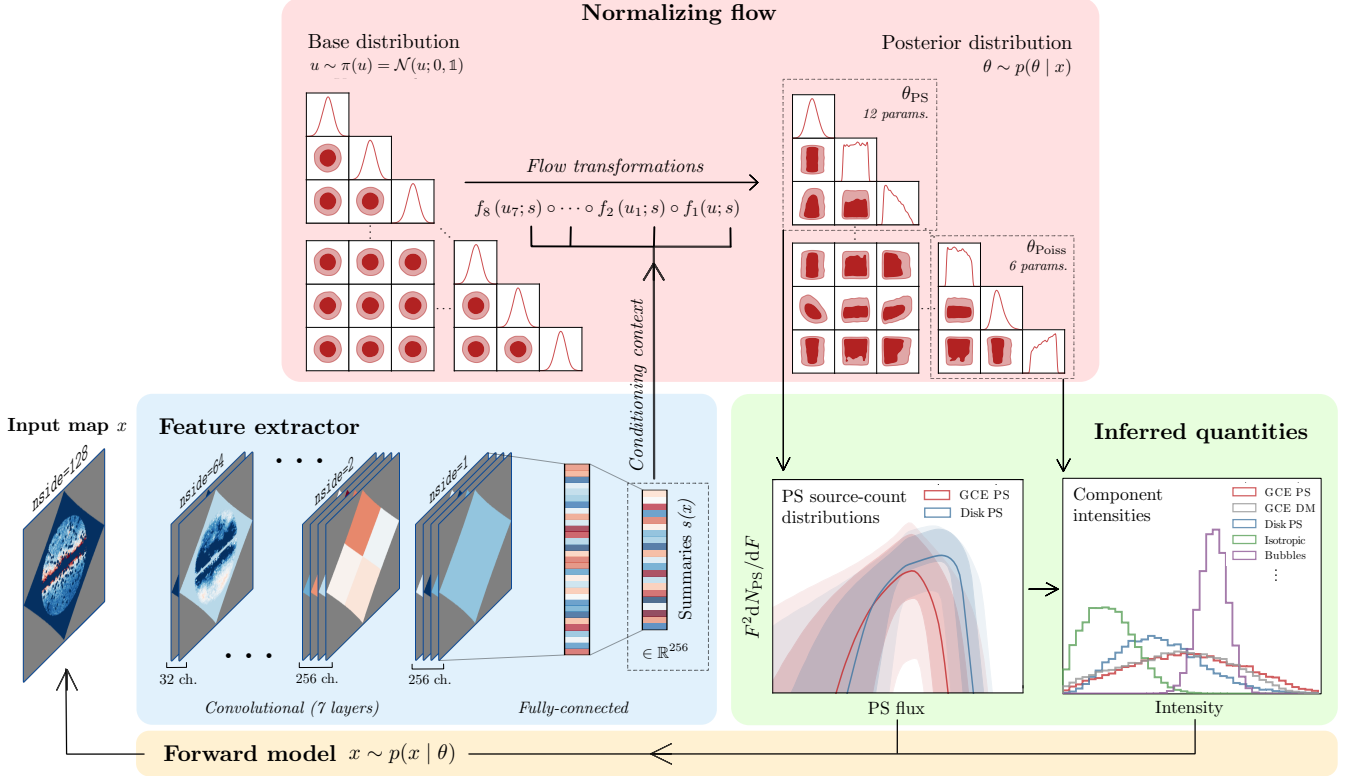 Normalizing flow
Base distribution
u ∼ π(u) = 𝒩(u; 0, 𝟙)
Posterior distribution
θ ∼ p(θ | x)
θ_PS
12 params.
Flow transformations
f₈ (u₇; s) ∘ ⋯ ∘ f₂ (u₁; s) ∘ f₁(u; s)
θ_Poiss
6 params.
Conditioning context
Input map x
nside=128
Feature extractor
nside=64
• • •
nside=2
nside=1
Summaries s(x)
∈ ℝ²⁵⁶
• • •
32 ch.
256 ch.
256 ch.
Convolutional (7 layers)
Fully-connected
Inferred quantities
PS source-count
distributions
GCE PS
Disk PS
F²dN_PS/dF
PS flux
Component
intensities
GCE PS
GCE DM
Disk PS
Isotropic
Bubbles
⋮
Intensity
Forward model x ∼ p(x | θ)